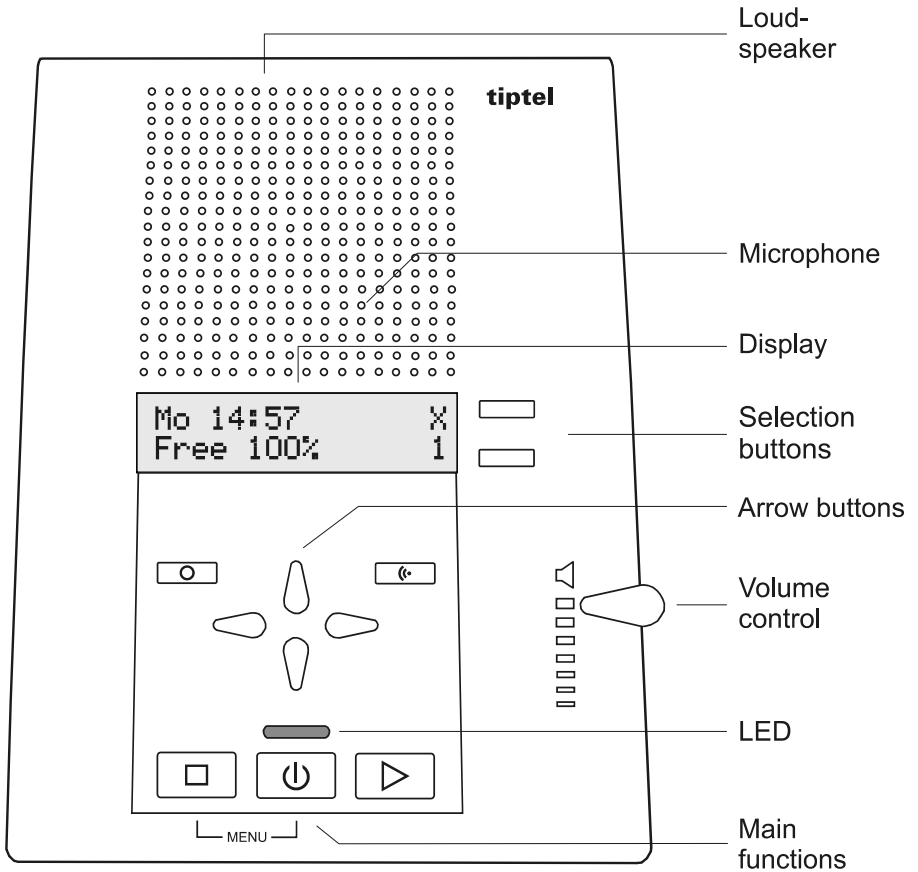 Loud-
speaker
tiptel
Microphone
Display
Mo 14:57 X
Free 100% 1
Selection
buttons
Arrow buttons
Volume
control
LED
MENU
Main
functions